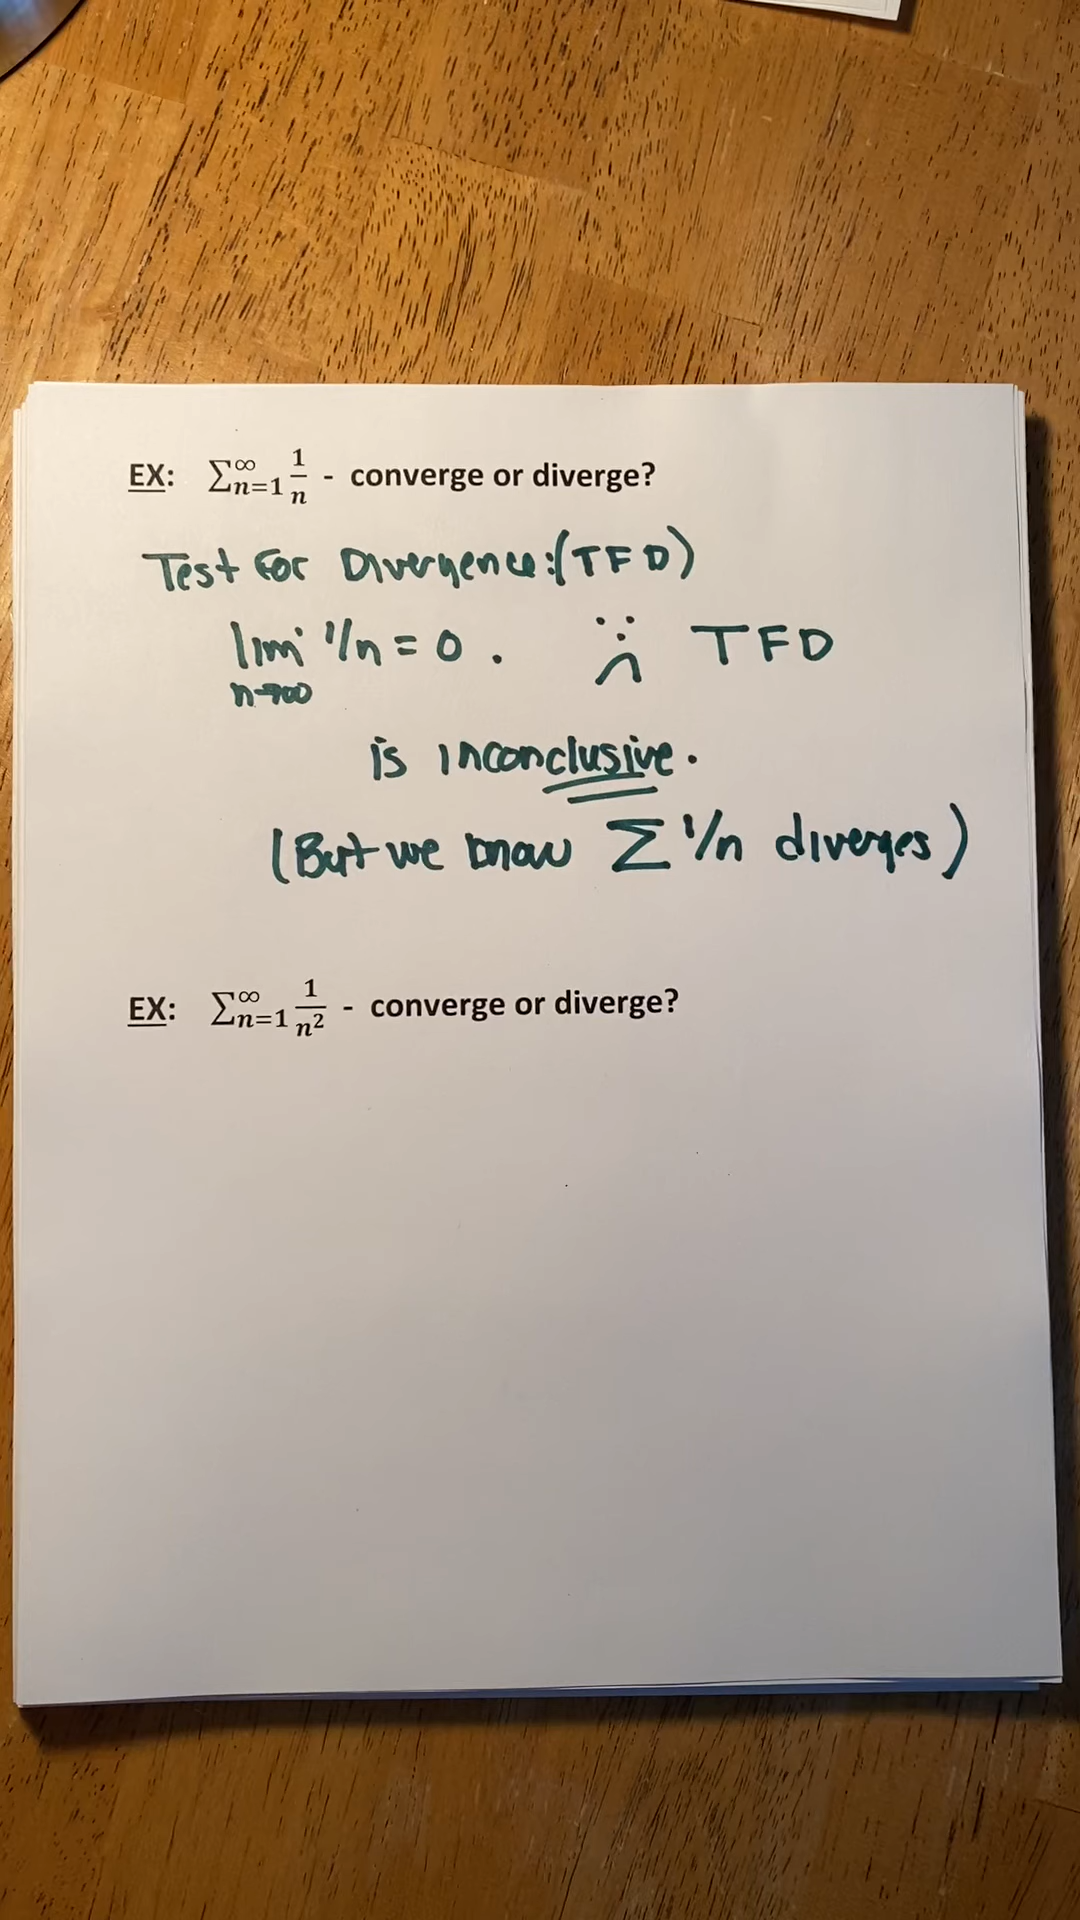 EX: ∑∞n=1 1/n - converge or diverge?
Test for Divergence:(TFD)
lim n→∞ 1/n = 0 . TFD
is inconclusive.
(But we know ∑ 1/n diverges)
EX: ∑∞n=1 1/n² - converge or diverge?